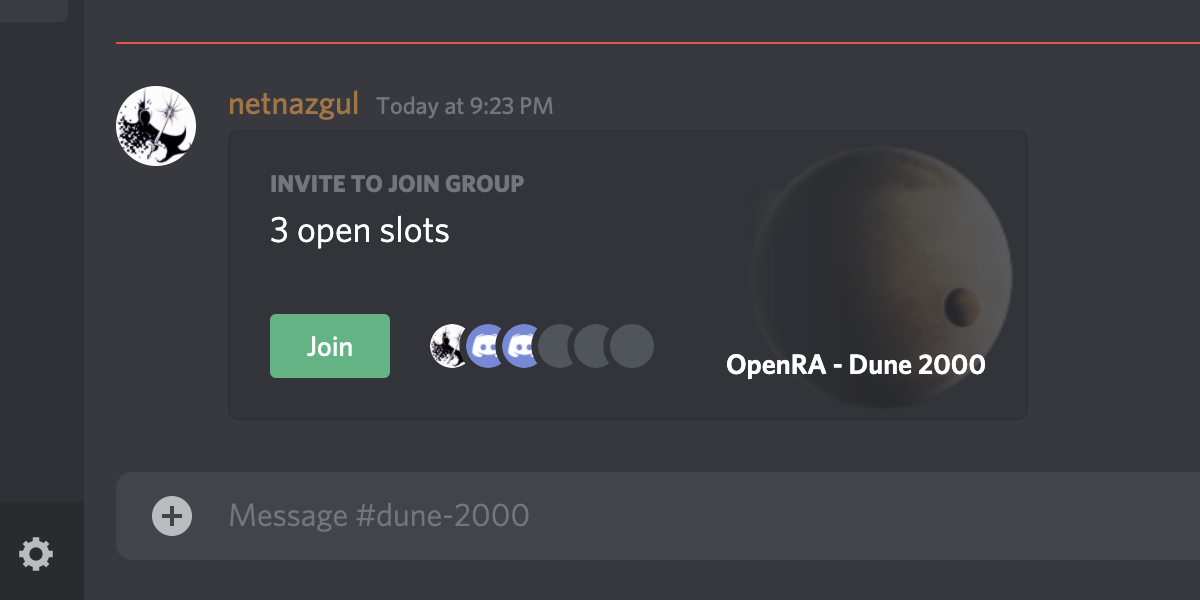 netnazgul Today at 9:23 PM
INVITE TO JOIN GROUP
3 open slots
Join
OpenRA - Dune 2000
Message #dune-2000